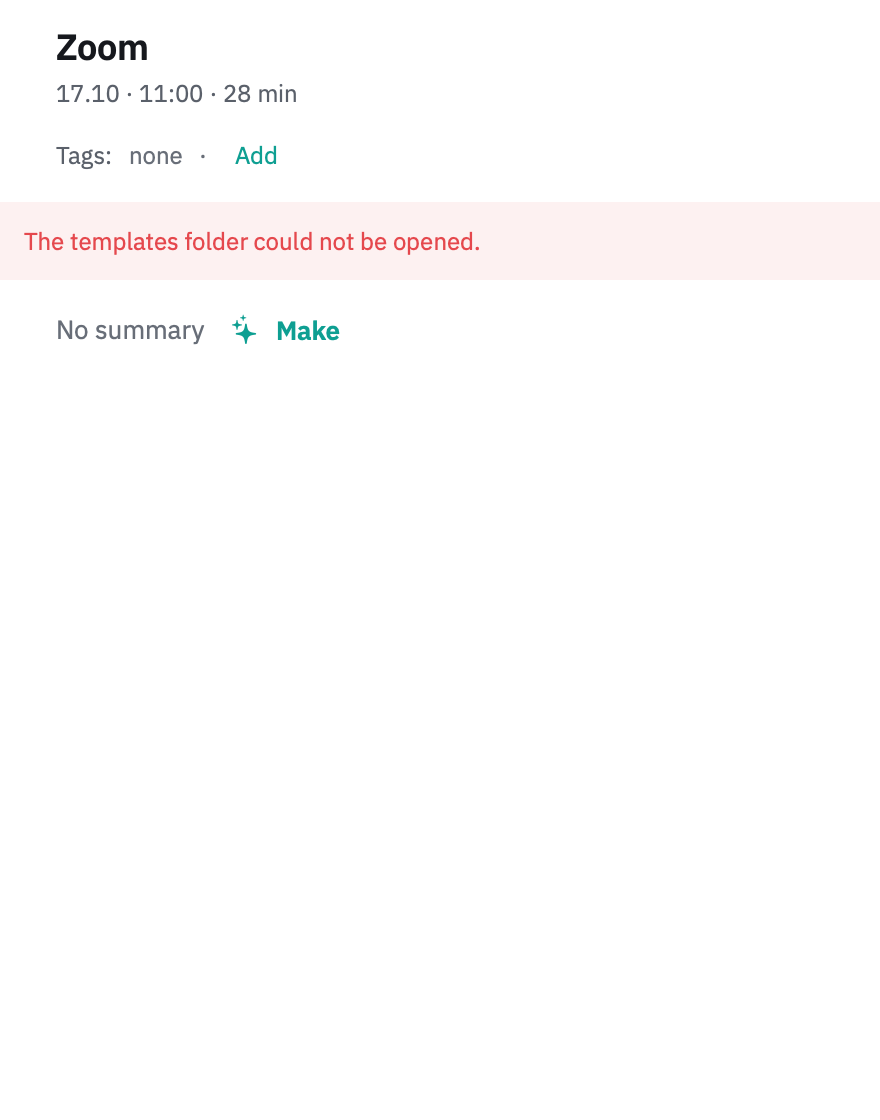 Zoom
17.10 · 11:00 · 28 min
Tags: none · Add
The templates folder could not be opened.
No summary Make